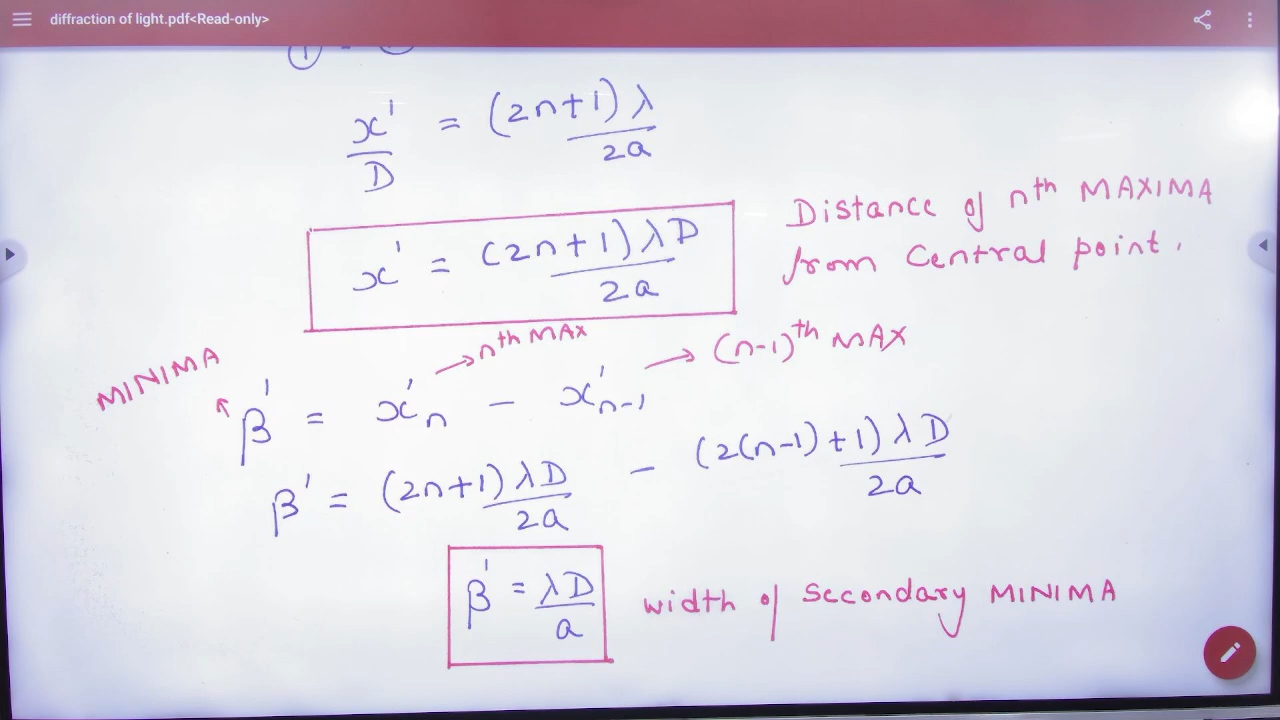 diffraction of light.pdf<Read-only>
① - ②
x'/D = (2n+1)λ/2a
x' = (2n+1)λD/2a
Distance of nth MAXIMA
from Central point.
MINIMA
→ nth MAX
→ (n-1)th MAX
β' = x'n - x'n-1
β' = (2n+1)λD/2a - (2(n-1)+1)λD/2a
β' = λD/a
width of Secondary MINIMA